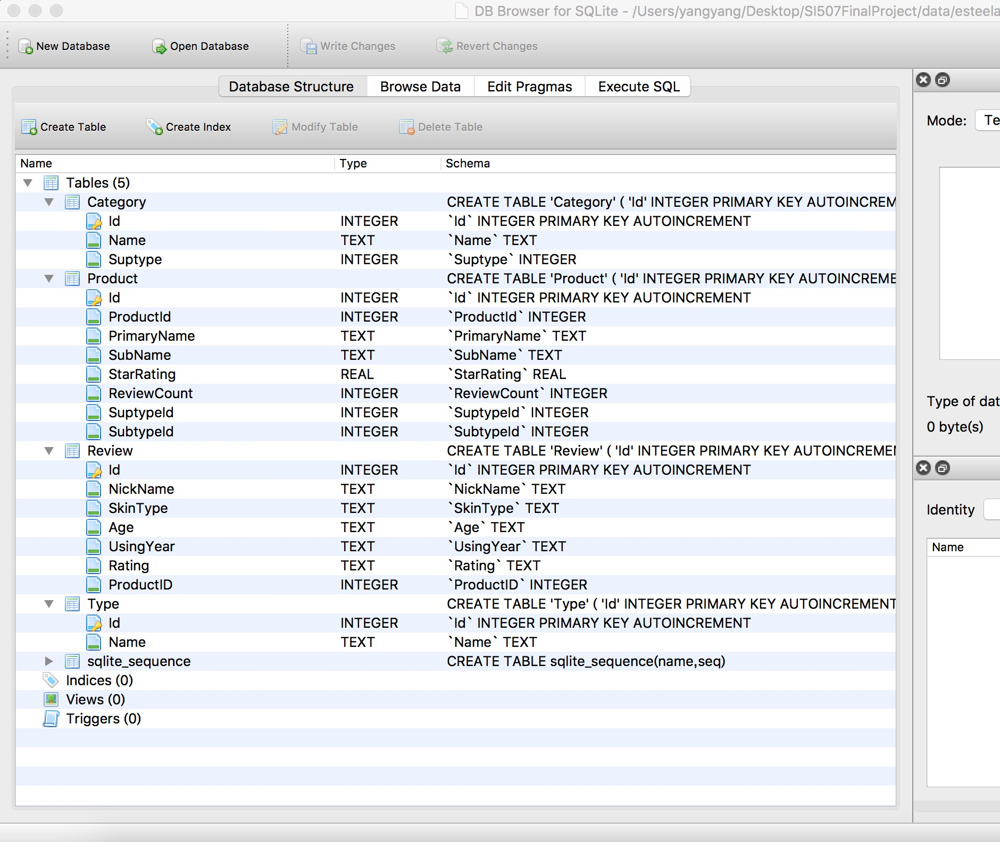 DB Browser for SQLite - /Users/yangyang/Desktop/SI507FinalProject/data/esteela
New Database Open Database Write Changes Revert Changes
Database Structure Browse Data Edit Pragmas Execute SQL
Create Table Create Index Modify Table Delete Table
Name Type Schema
Tables (5)
Category CREATE TABLE 'Category' ( 'Id' INTEGER PRIMARY KEY AUTOINCREM
Id INTEGER `Id` INTEGER PRIMARY KEY AUTOINCREMENT
Name TEXT `Name` TEXT
Suptype INTEGER `Suptype` INTEGER
Product CREATE TABLE 'Product' ( 'Id' INTEGER PRIMARY KEY AUTOINCREME
Id INTEGER `Id` INTEGER PRIMARY KEY AUTOINCREMENT
ProductId INTEGER `ProductId` INTEGER
PrimaryName TEXT `PrimaryName` TEXT
SubName TEXT `SubName` TEXT
StarRating REAL `StarRating` REAL
ReviewCount INTEGER `ReviewCount` INTEGER
SuptypeId INTEGER `SuptypeId` INTEGER
SubtypeId INTEGER `SubtypeId` INTEGER
Review CREATE TABLE 'Review' ( 'Id' INTEGER PRIMARY KEY AUTOINCREME
Id INTEGER `Id` INTEGER PRIMARY KEY AUTOINCREMENT
NickName TEXT `NickName` TEXT
SkinType TEXT `SkinType` TEXT
Age TEXT `Age` TEXT
UsingYear TEXT `UsingYear` TEXT
Rating TEXT `Rating` TEXT
ProductID INTEGER `ProductID` INTEGER
Type CREATE TABLE 'Type' ( 'Id' INTEGER PRIMARY KEY AUTOINCREMENT
Id INTEGER `Id` INTEGER PRIMARY KEY AUTOINCREMENT
Name TEXT `Name` TEXT
sqlite_sequence CREATE TABLE sqlite_sequence(name,seq)
Indices (0)
Views (0)
Triggers (0)
Mode: Te
Type of dat
0 byte(s)
Identity
Name